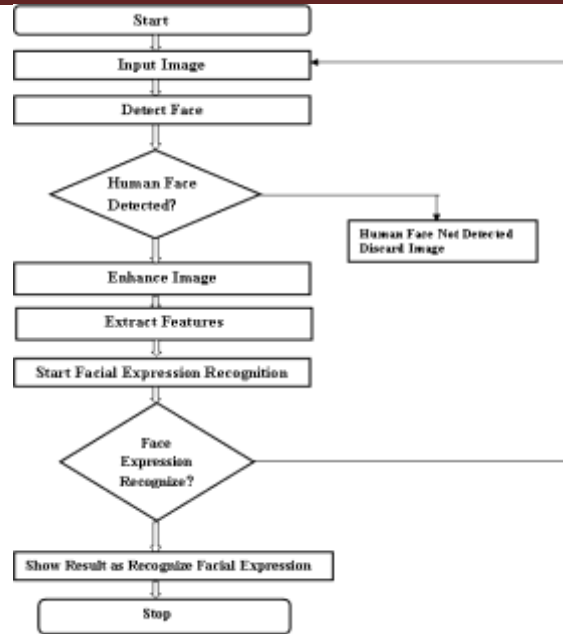 Start
Input Image
Detect Face
Human Face
Detected?
Human Face Not Detected
Discard Image
Enhance Image
Extract Features
Start Facial Expression Recognition
Face
Expression
Recognize?
Show Result as Recognize Facial Expression
Stop